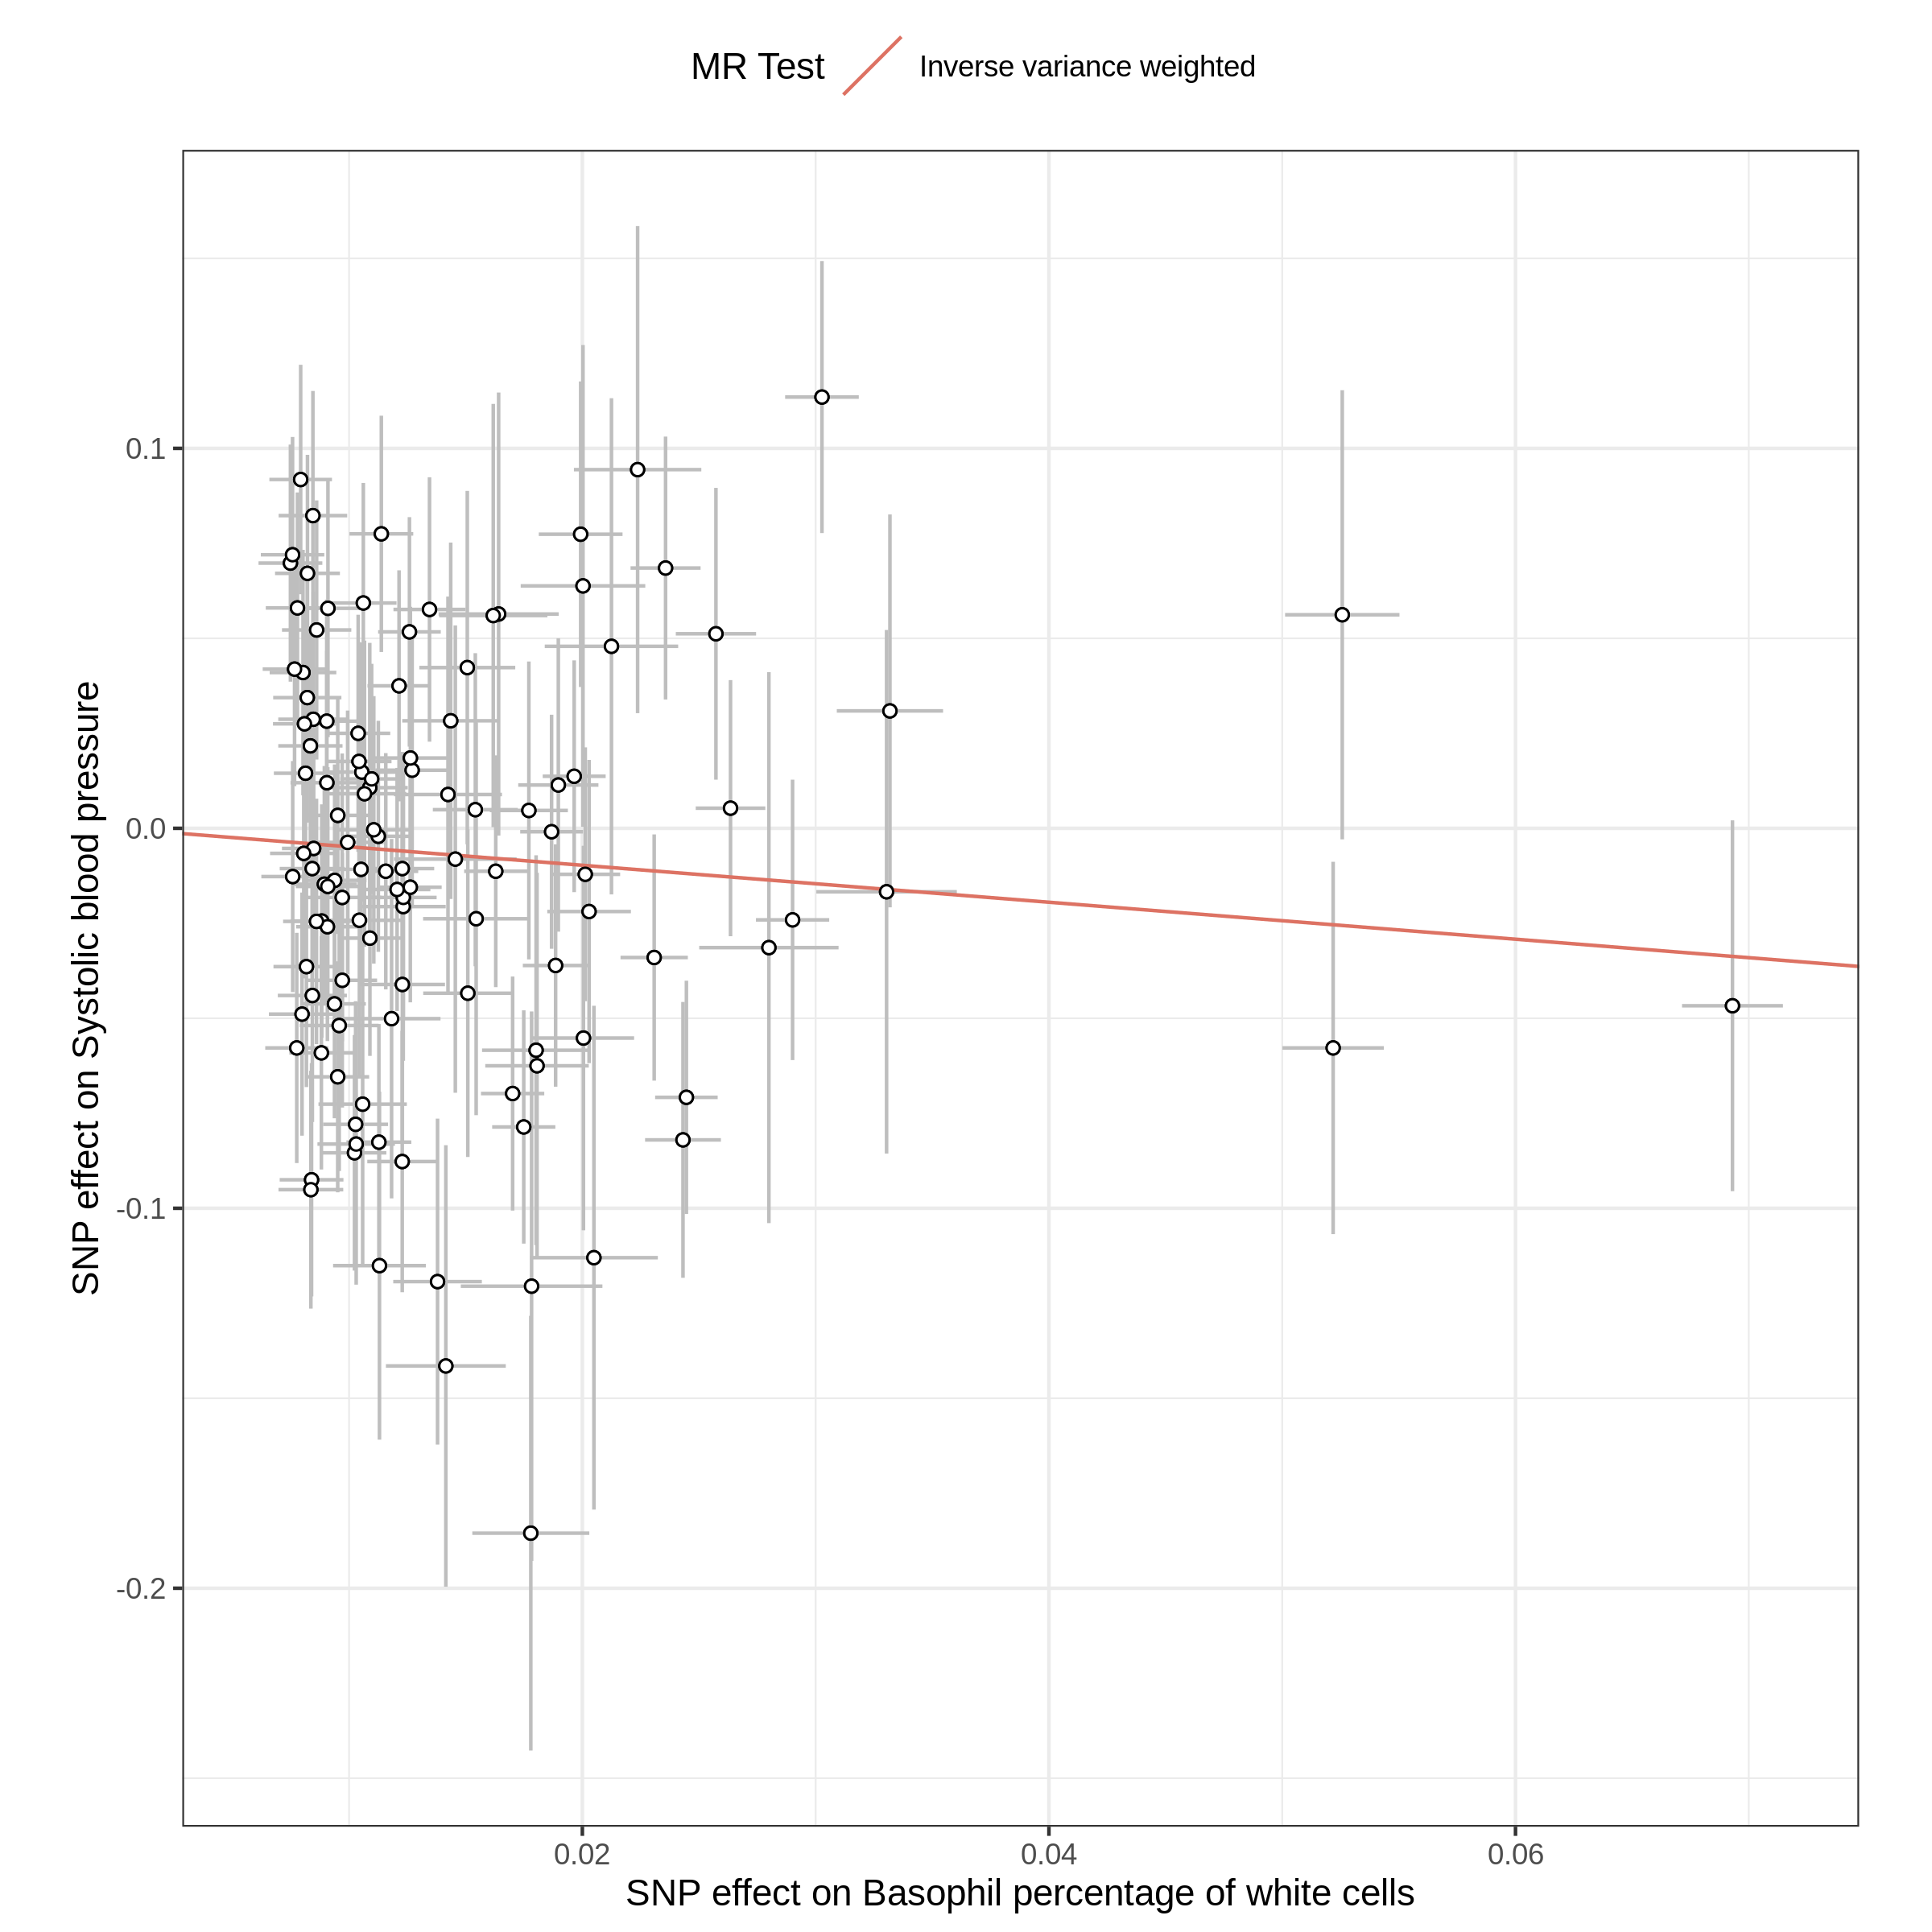 MR Test Inverse variance weighted
0.1
0.0
-0.1
-0.2
SNP effect on Systolic blood pressure
0.02 0.04 0.06
SNP effect on Basophil percentage of white cells